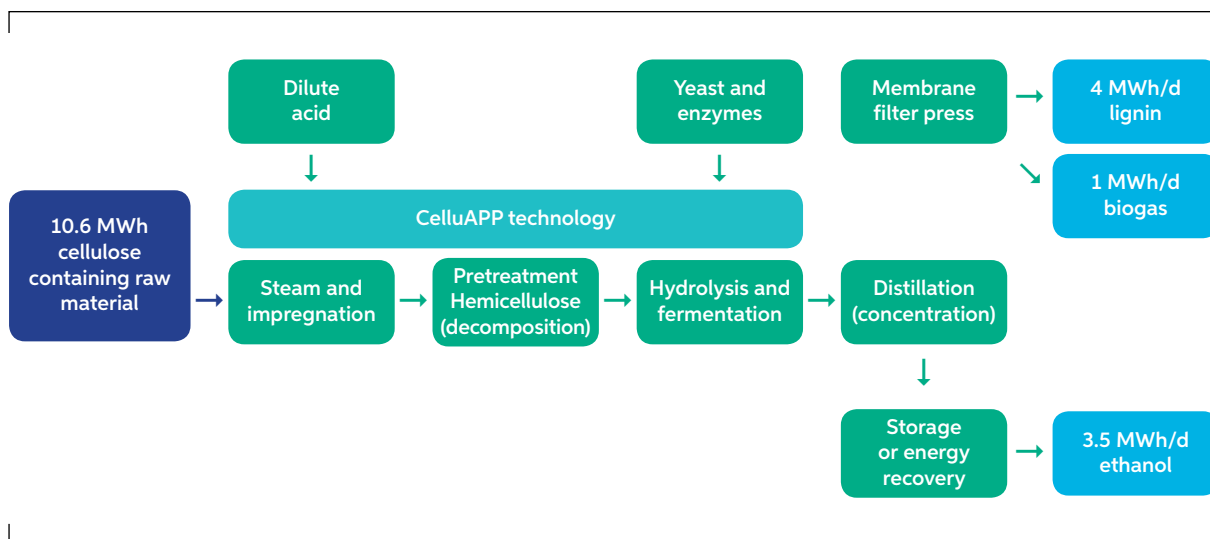 Dilute
acid
Yeast and
enzymes
Membrane
filter press
4 MWh/d
lignin
1 MWh/d
biogas
10.6 MWh
cellulose
containing raw
material
CelluAPP technology
Steam and
impregnation
Pretreatment
Hemicellulose
(decomposition)
Hydrolysis and
fermentation
Distillation
(concentration)
Storage
or energy
recovery
3.5 MWh/d
ethanol